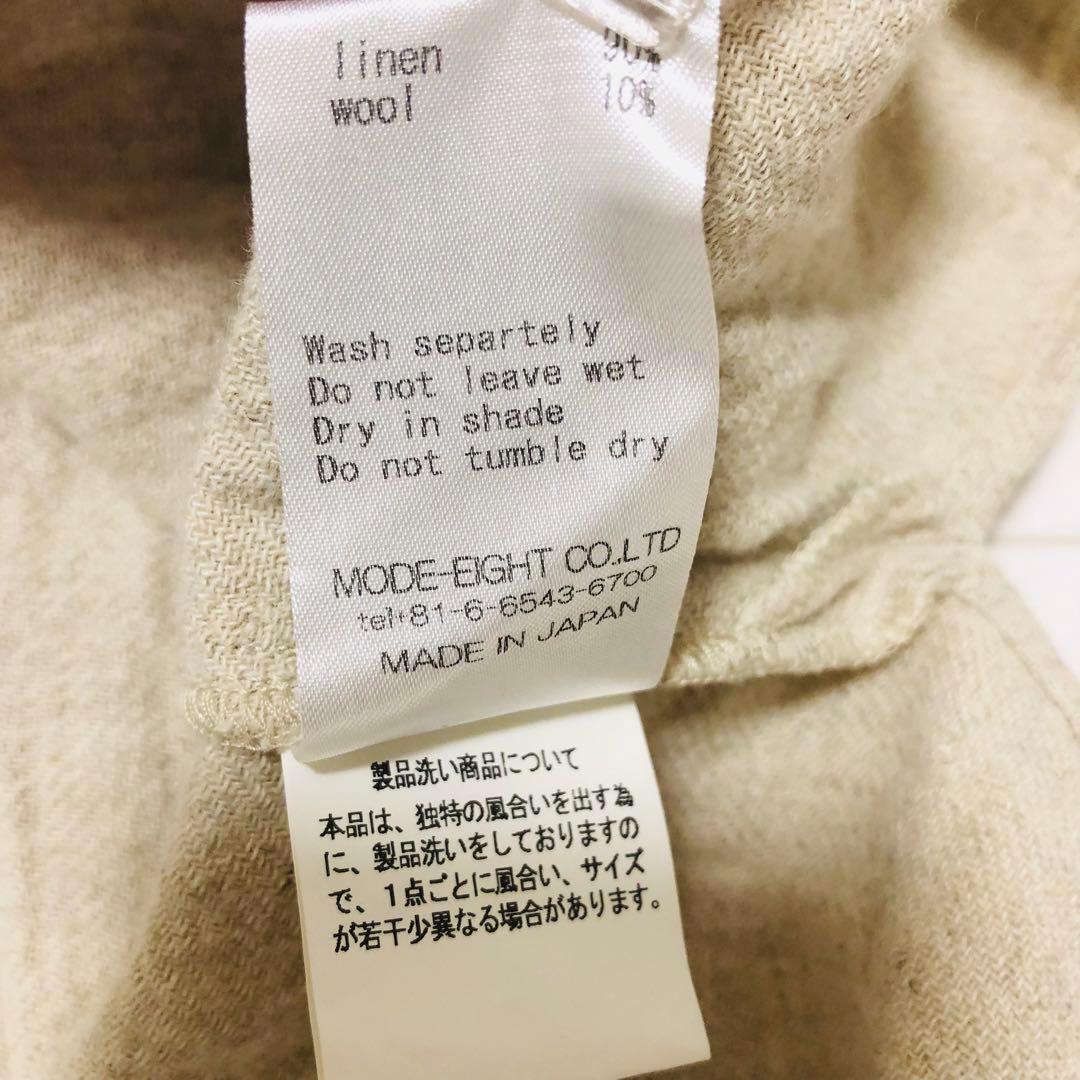 linen 90%
wool 10%
Wash separtely
Do not leave wet
Dry in shade
Do not tumble dry
MODE-EIGHT CO.,LTD
tel+81-6-6543-6700
MADE IN JAPAN
製品洗い商品について
本品は、独特の風合いを出す為
に、製品洗いをしておりますの
で、１点ごとに風合い、サイズ
が若干少異なる場合があります。